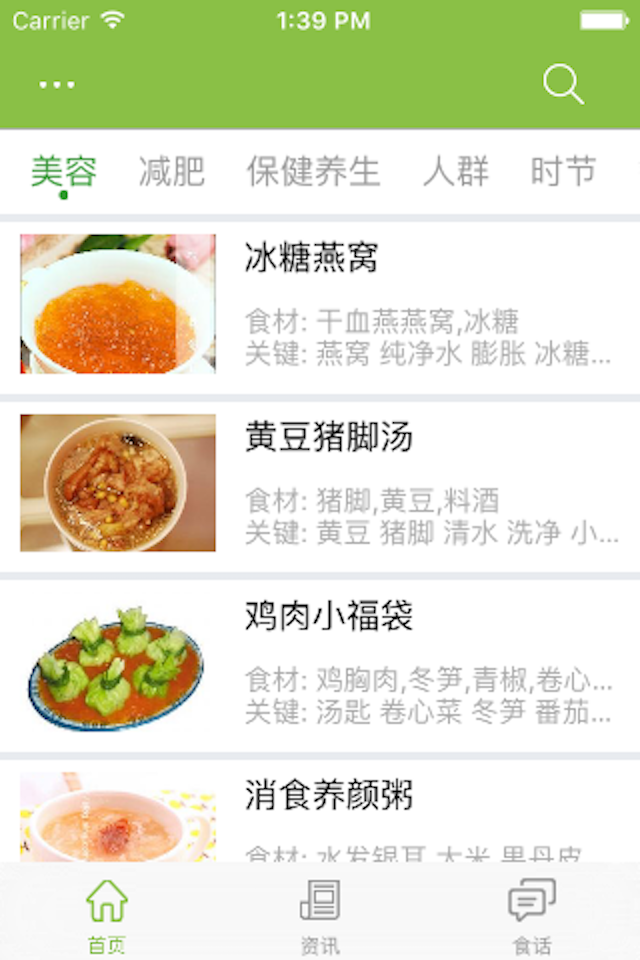 Carrier 1:39 PM
美容 减肥 保健养生 人群 时节
冰糖燕窝
食材: 干血燕燕窝,冰糖
关键: 燕窝 纯净水 膨胀 冰糖...
黄豆猪脚汤
食材: 猪脚,黄豆,料酒
关键: 黄豆 猪脚 清水 洗净 小...
鸡肉小福袋
食材: 鸡胸肉,冬笋,青椒,卷心...
关键: 汤匙 卷心菜 冬笋 番茄...
消食养颜粥
食材: 水发银耳 大米 果丹皮
首页 资讯 食话